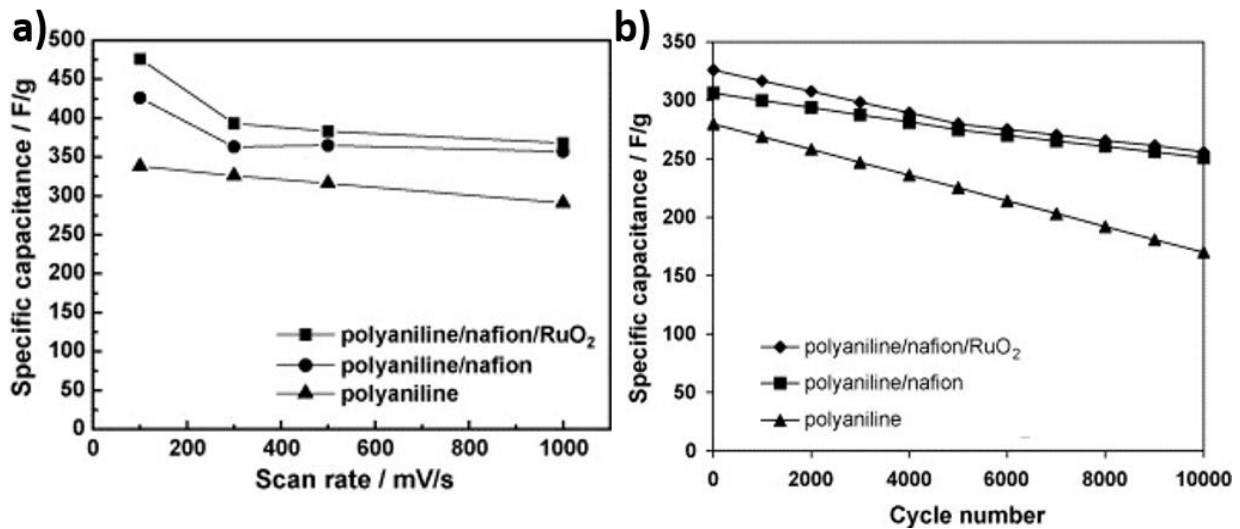 a)
500
450
400
350
300
250
200
150
100
50
0
Specific capacitance / F/g
polyaniline/nafion/RuO₂
polyaniline/nafion
polyaniline
0 200 400 600 800 1000
Scan rate / mV/s
b)
350
300
250
200
150
100
50
0
Specific capacitance / F/g
polyaniline/nafion/RuO₂
polyaniline/nafion
polyaniline
0 2000 4000 6000 8000 10000
Cycle number